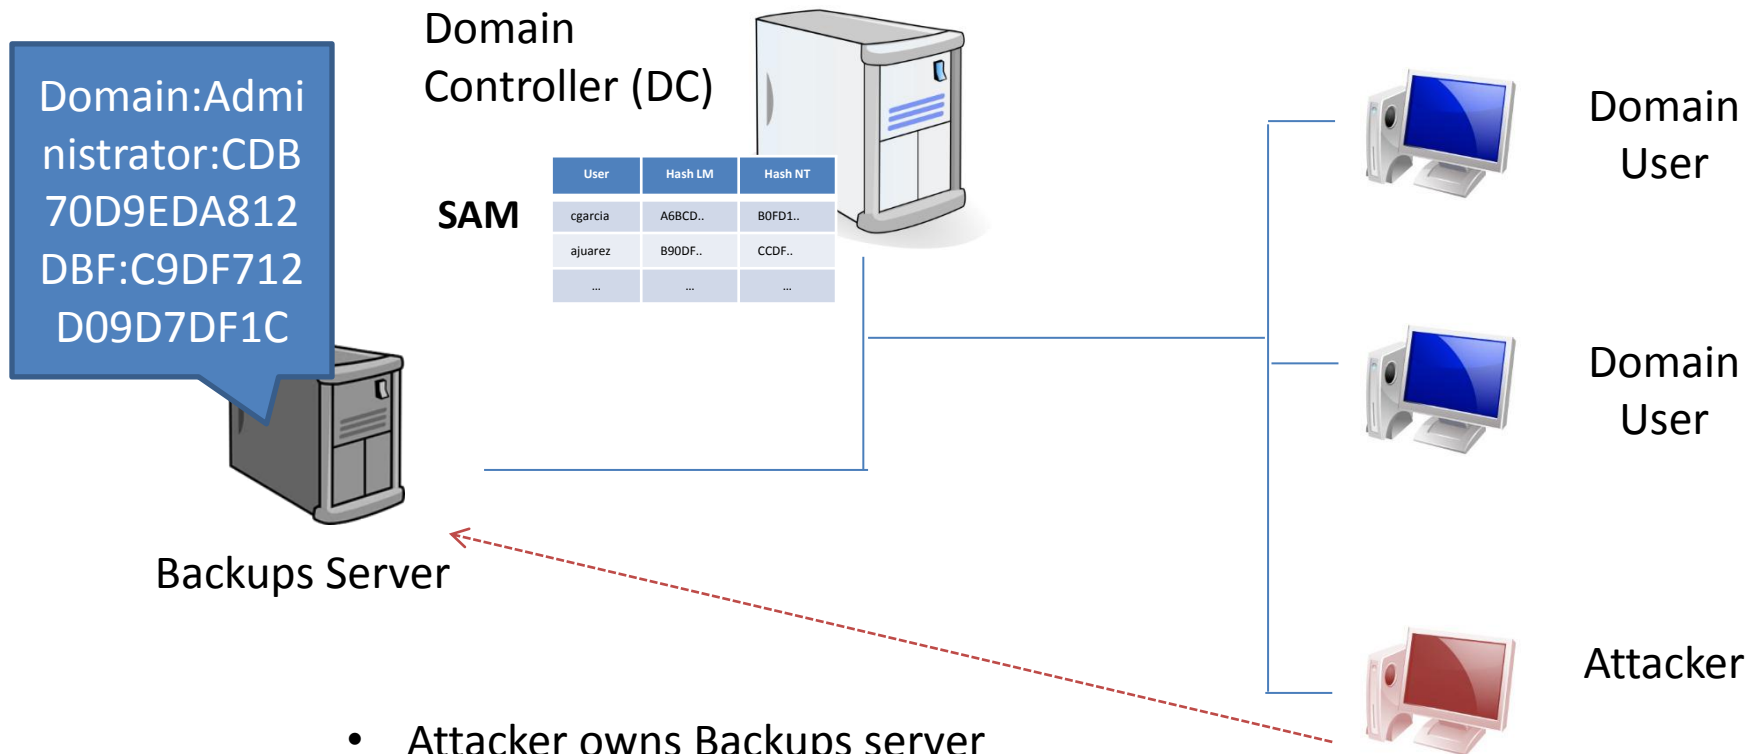 Domain:Admi
nistrator:CDB
70D9EDA812
DBF:C9DF712
D09D7DF1C
Domain
Controller (DC)
SAM
User Hash LM Hash NT
cgarcia A6BCD.. B0FD1..
ajuarez B90DF.. CCDF..
... ... ...
Domain
User
Domain
User
Backups Server
Attacker
• Attacker owns Backups server